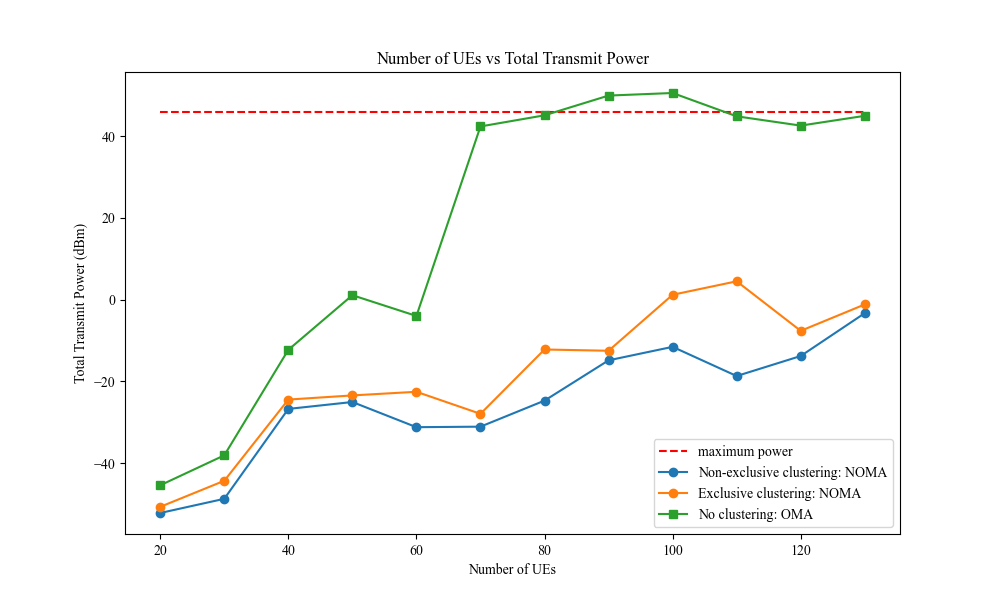 Number of UEs vs Total Transmit Power
Total Transmit Power (dBm)
40
20
0
−20
−40
20
40
60
80
100
120
Number of UEs
maximum power
Non-exclusive clustering: NOMA
Exclusive clustering: NOMA
No clustering: OMA